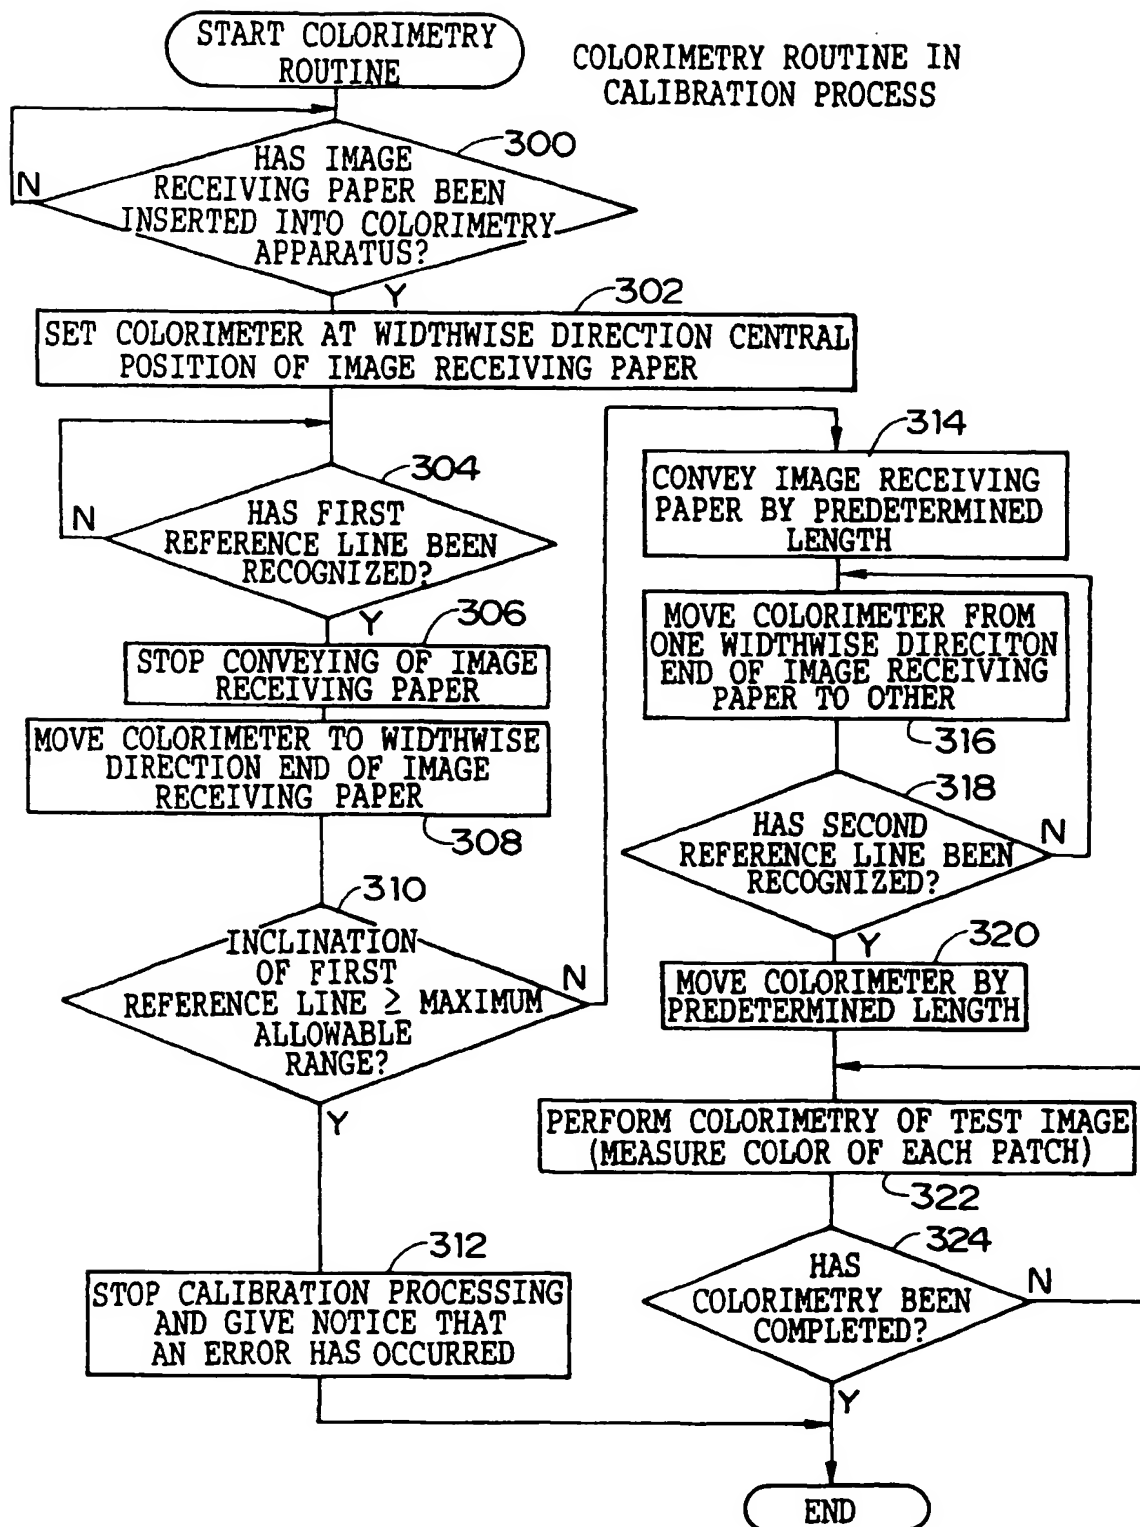 START COLORIMETRY
ROUTINE
COLORIMETRY ROUTINE IN
CALIBRATION PROCESS
300
HAS IMAGE
RECEIVING PAPER BEEN
INSERTED INTO COLORIMETRY
APPARATUS?
N
Y
302
SET COLORIMETER AT WIDTHWISE DIRECTION CENTRAL
POSITION OF IMAGE RECEIVING PAPER
304
HAS FIRST
REFERENCE LINE BEEN
RECOGNIZED?
N
Y
306
STOP CONVEYING OF IMAGE
RECEIVING PAPER
MOVE COLORIMETER TO WIDTHWISE
DIRECTION END OF IMAGE
RECEIVING PAPER
308
310
INCLINATION
OF FIRST
REFERENCE LINE ≥ MAXIMUM
ALLOWABLE
RANGE?
N
Y
312
STOP CALIBRATION PROCESSING
AND GIVE NOTICE THAT
AN ERROR HAS OCCURRED
314
CONVEY IMAGE RECEIVING
PAPER BY PREDETERMINED
LENGTH
MOVE COLORIMETER FROM
ONE WIDTHWISE DIRECITON
END OF IMAGE RECEIVING
PAPER TO OTHER
316
318
HAS SECOND
REFERENCE LINE BEEN
RECOGNIZED?
N
Y
320
MOVE COLORIMETER BY
PREDETERMINED LENGTH
PERFORM COLORIMETRY OF TEST IMAGE
(MEASURE COLOR OF EACH PATCH)
322
324
HAS
COLORIMETRY BEEN
COMPLETED?
N
Y
END